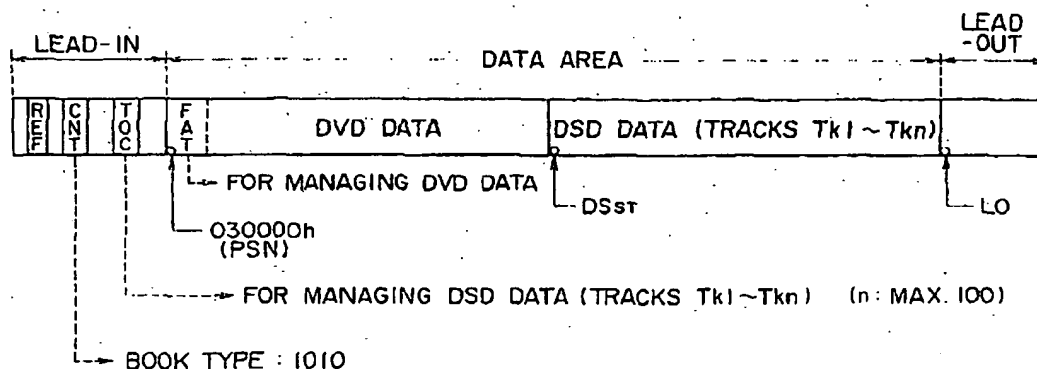 LEAD-IN
DATA AREA
LEAD
-OUT
REF
CNT
TOC
FAT
DVD DATA
DSD DATA (TRACKS Tk1 ~ Tkn)
FOR MANAGING DVD DATA
DSST
LO
030000h
(PSN)
FOR MANAGING DSD DATA (TRACKS Tk1 ~ Tkn) (n: MAX. 100)
BOOK TYPE : 1010